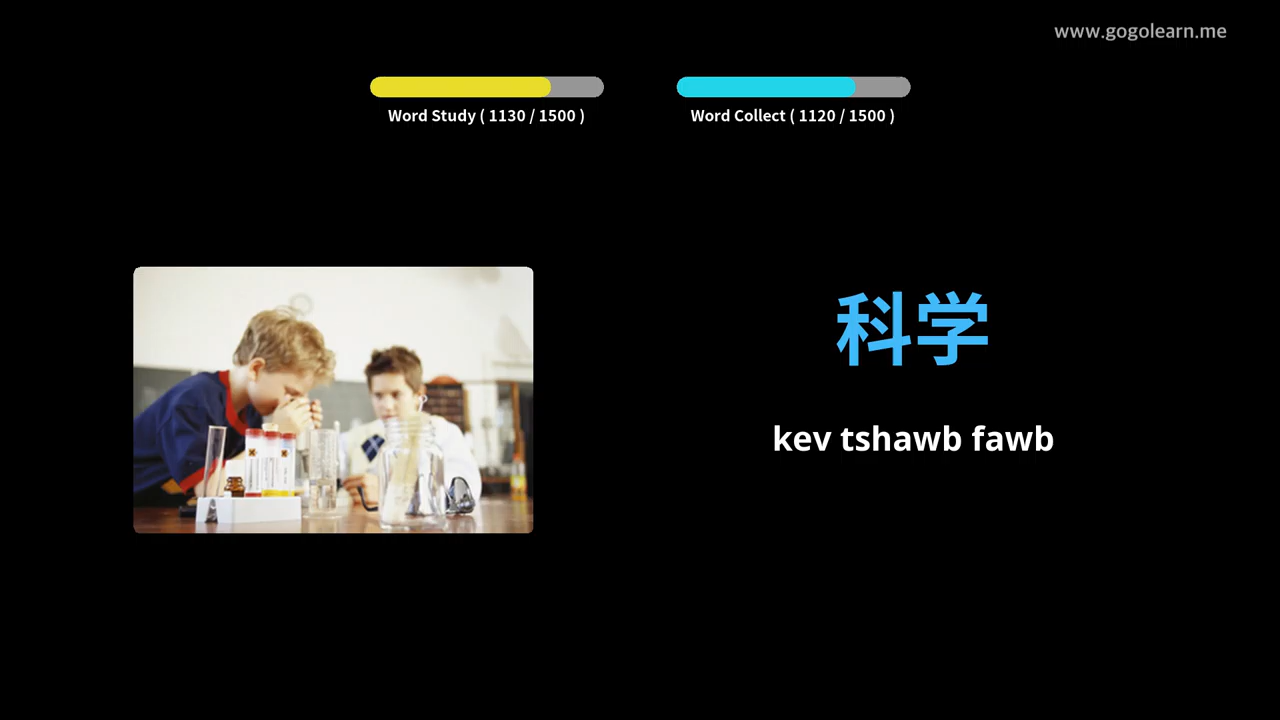 www.gogolearn.me
Word Study ( 1130 / 1500 )
Word Collect ( 1120 / 1500 )
科学
kev tshawb fawb